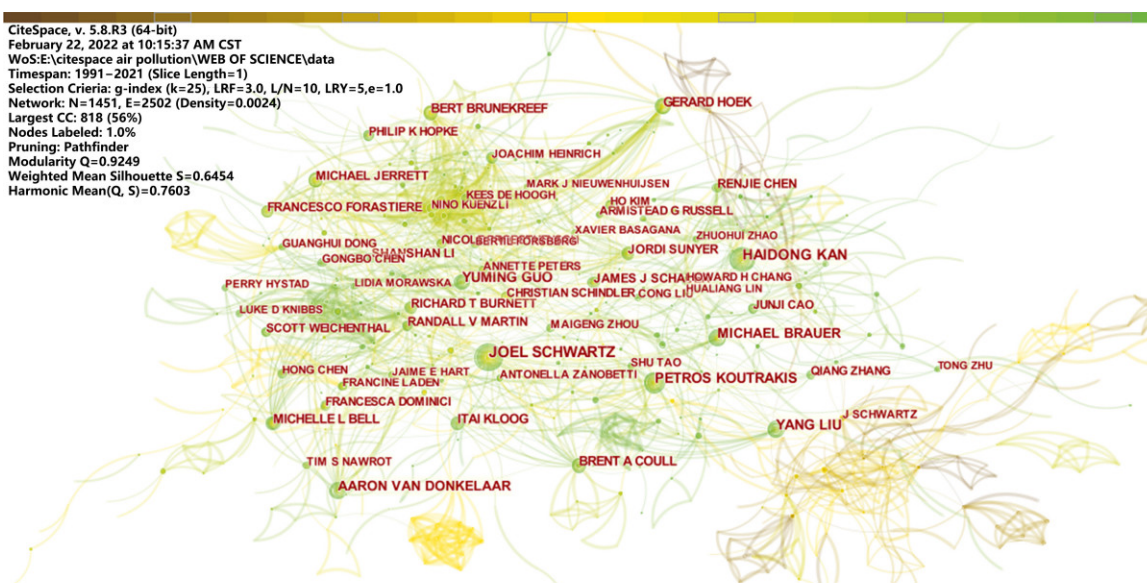 CiteSpace, v. 5.8.R3 (64-bit)
February 22, 2022 at 10:15:37 AM CST
WoS:E:\citespace air pollution\WEB OF SCIENCE\data
Timespan: 1991–2021 (Slice Length=1)
Selection Crieria: g-index (k=25), LRF=3.0, L/N=10, LRY=5,e=1.0
Network: N=1451, E=2502 (Density=0.0024)
Largest CC: 818 (56%)
Nodes Labeled: 1.0%
Pruning: Pathfinder
Modularity Q=0.9249
Weighted Mean Silhouette S=0.6454
Harmonic Mean(Q, S)=0.7603
GERARD HOEK
BERT BRUNEKREEF
PHILIP K HOPKE
JOACHIM HEINRICH
MICHAEL JERRETT
MARK J NIEUWENHUIJSEN
RENJIE CHEN
KEES DE HOOGH
HO KIM
NINO KUENZLI
FRANCESCO FORASTIERE
ARMISTEAD G RUSSELL
XAVIER BASAGANA
ZHUOHUI ZHAO
GUANGHUI DONG
BERTIL FORSBERG
SHANSHAN LI
JORDI SUNYER
HAIDONG KAN
GONGBO CHEN
ANNETTE PETERS
PERRY HYSTAD
LIDIA MORAWSKA
YUMING GUO
JAMES J
HOWARD H CHANG
HUALIANG LIN
CHRISTIAN SCHINDLER
CONG LIU
LUKE D KNIBBS
RICHARD T BURNETT
JUNJI CAO
SCOTT WEICHENTHAL
RANDALL V MARTIN
MAIGENG ZHOU
MICHAEL BRAUER
JOEL SCHWARTZ
SHU TAO
TONG ZHU
HONG CHEN
JAIME E HART
ANTONELLA ZANOBETTI
PETROS KOUTRAKIS
QIANG ZHANG
FRANCINE LADEN
FRANCESCA DOMINICI
MICHELLE L BELL
ITAI KLOOG
J SCHWARTZ
YANG LIU
TIM S NAWROT
BRENT A COULL
AARON VAN DONKELAAR